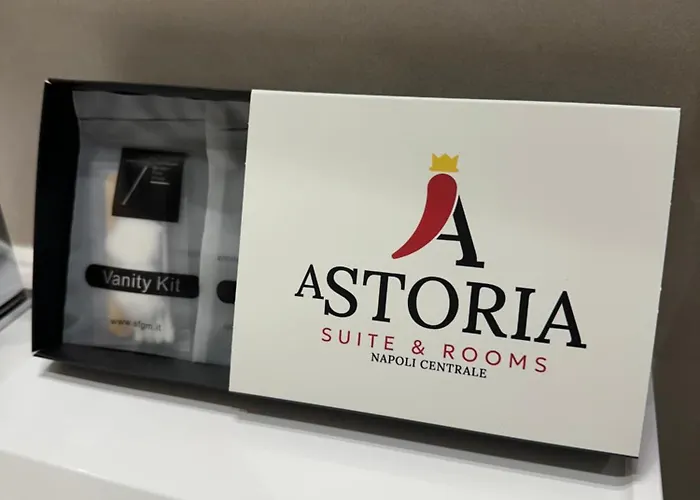 Vanity Kit
www.sfgm.it
A
ASTORIA
SUITE & ROOMS
NAPOLI CENTRALE